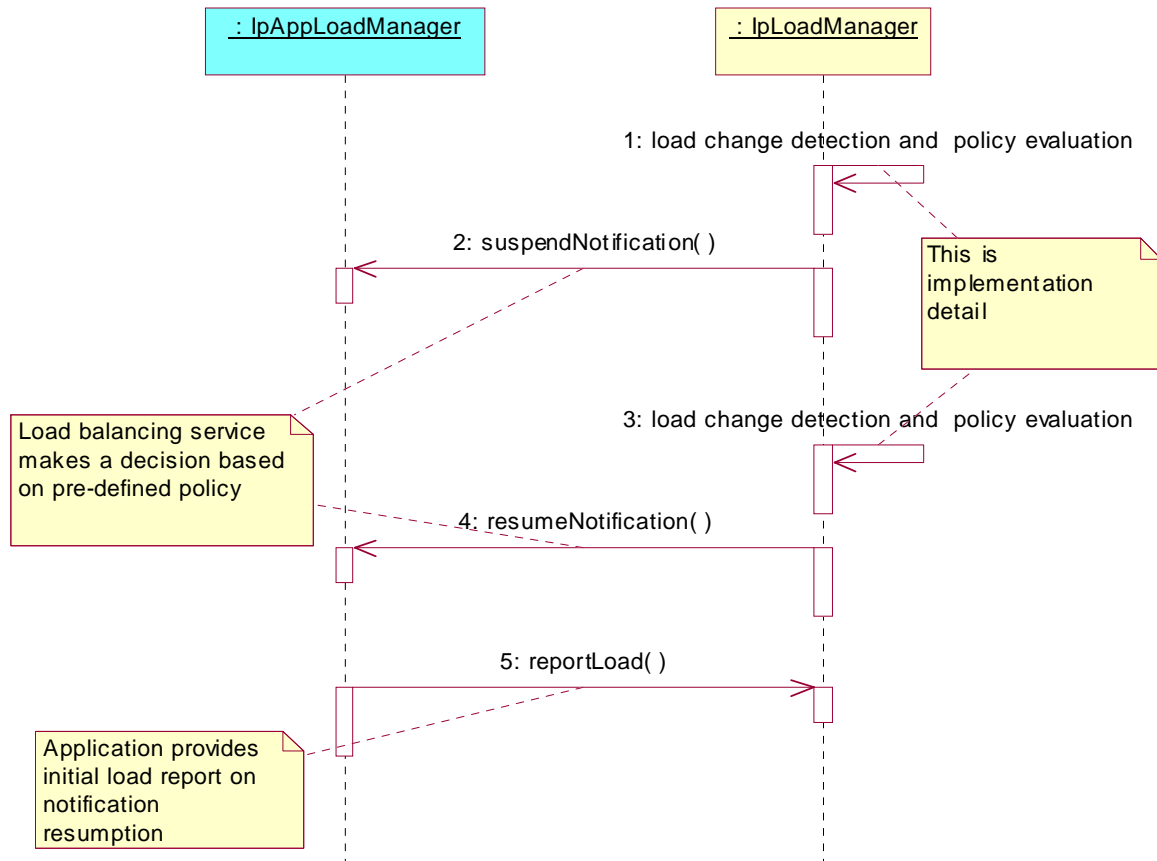 : IpAppLoadManager
: IpLoadManager
1: load change detection and policy evaluation
2: suspendNotification( )
This is
implementation
detail
3: load change detection and policy evaluation
Load balancing service
makes a decision based
on pre-defined policy
4: resumeNotification( )
5: reportLoad( )
Application provides
initial load report on
notification
resumption